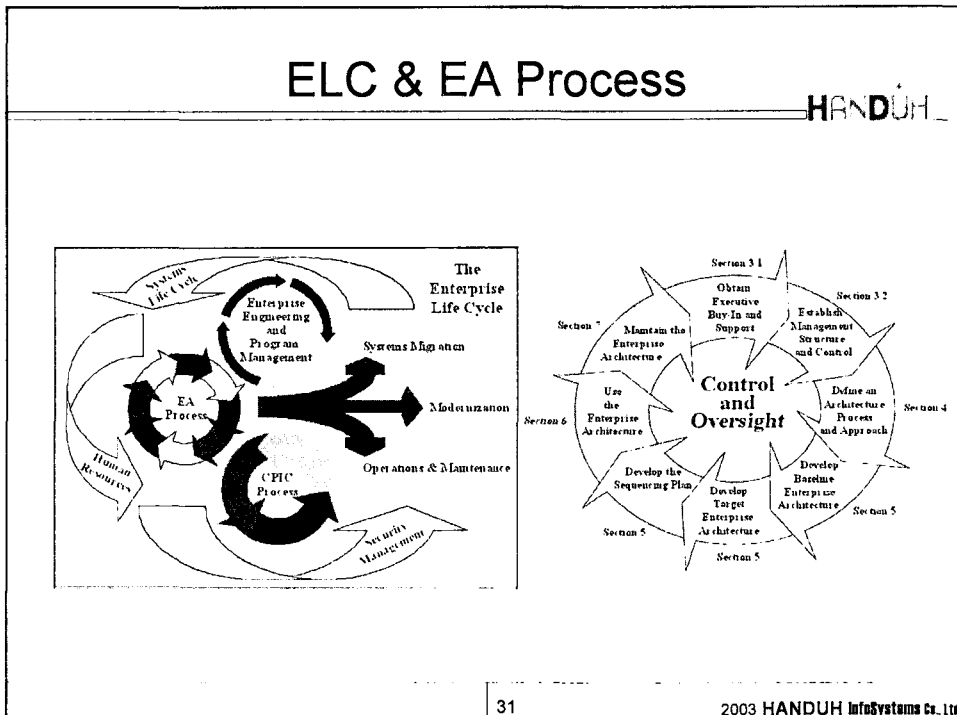 ELC & EA Process
HANDÜH
The
Enterprise
Life Cycle
Systems
Life Cycle
Enterprise
Engineering
and
Program
Management
Systems Migration
EA
Process
Modernization
Operations & Maintenance
Human
Resources
CPIC
Process
Security
Management
Section 3.1
Obtain
Executive
Buy-In and
Support
Section 3.2
Establish
Management
Structure
and Control
Section 7
Maintain the
Enterprise
Architecture
Control
and
Oversight
Section 6
Use
the
Enterprise
Architecture
Define an
Architecture
Process
and Approach
Section 4
Develop the
Sequencing Plan
Develop
Target
Enterprise
Architecture
Develop
Baseline
Enterprise
Architecture
Section 5
Section 5
Section 5
31
2003 HANDUH InfoSystems Co., Ltd